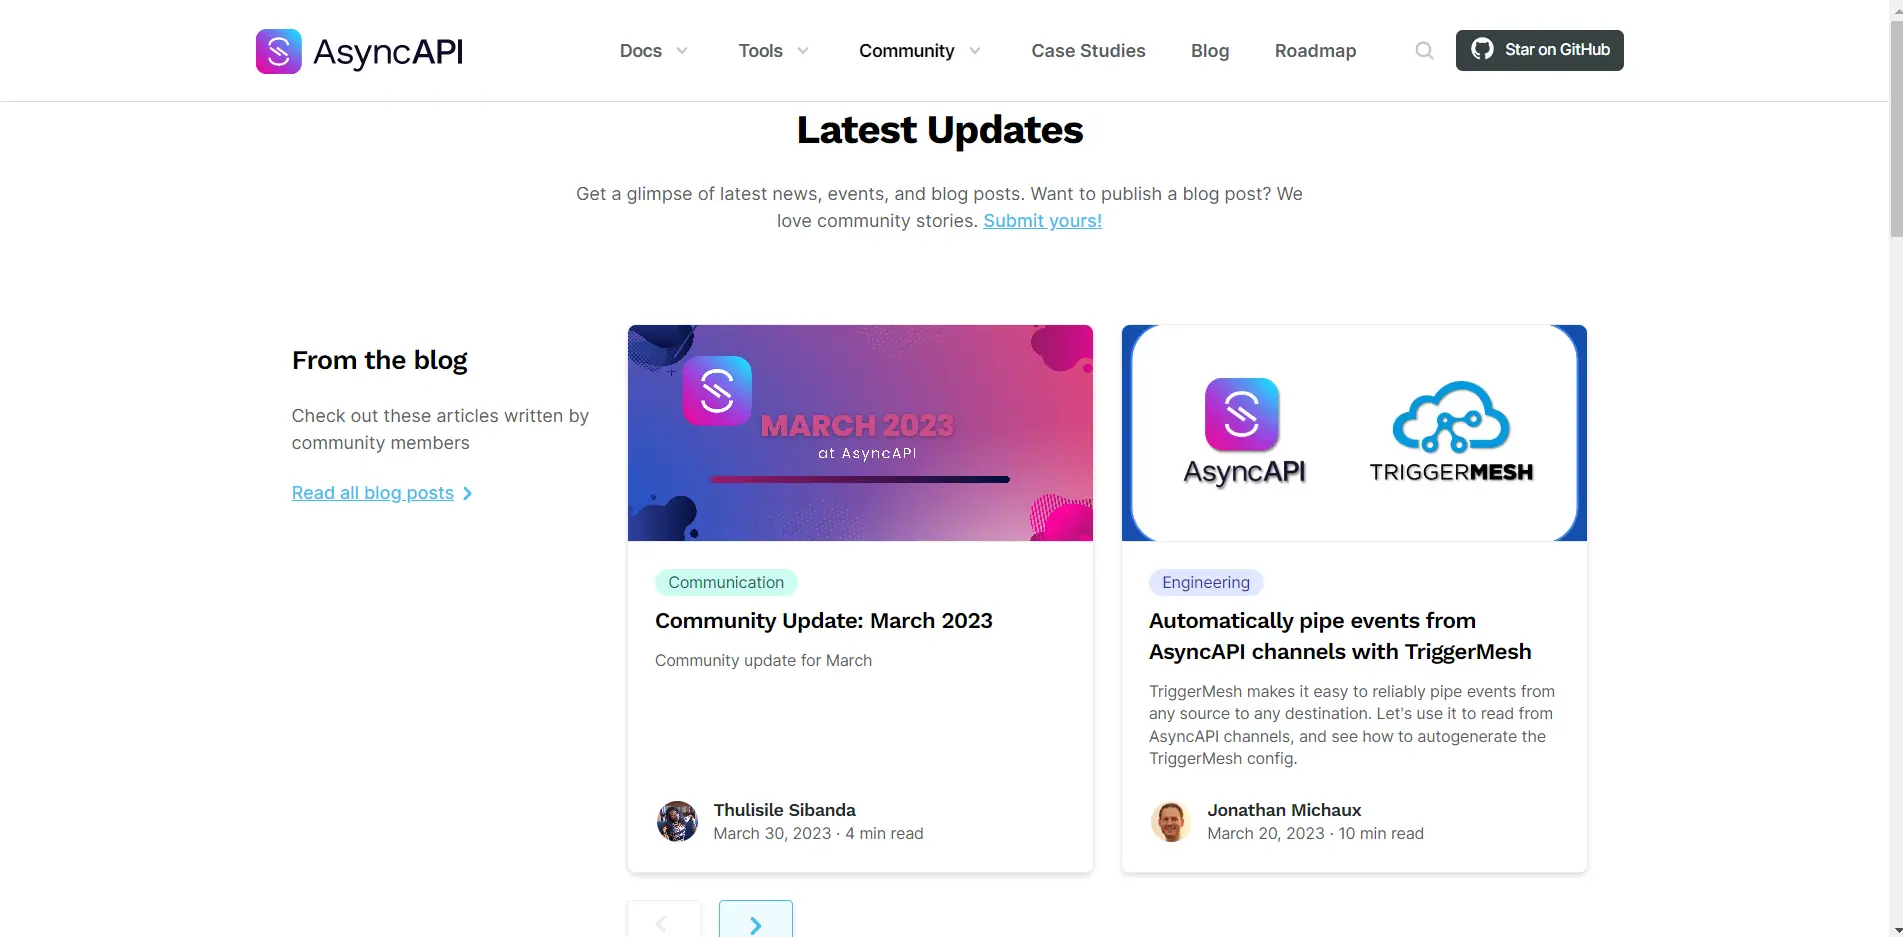 AsyncAPI
Docs
Tools
Community
Case Studies
Blog
Roadmap
Star on GitHub
Latest Updates
Get a glimpse of latest news, events, and blog posts. Want to publish a blog post? We
love community stories. Submit yours!
From the blog
Check out these articles written by
community members
Read all blog posts
MARCH 2023
at AsyncAPI
Communication
Community Update: March 2023
Community update for March
Thulisile Sibanda
March 30, 2023 · 4 min read
AsyncAPI
TRIGGERMESH
Engineering
Automatically pipe events from
AsyncAPI channels with TriggerMesh
TriggerMesh makes it easy to reliably pipe events from
any source to any destination. Let's use it to read from
AsyncAPI channels, and see how to autogenerate the
TriggerMesh config.
Jonathan Michaux
March 20, 2023 · 10 min read